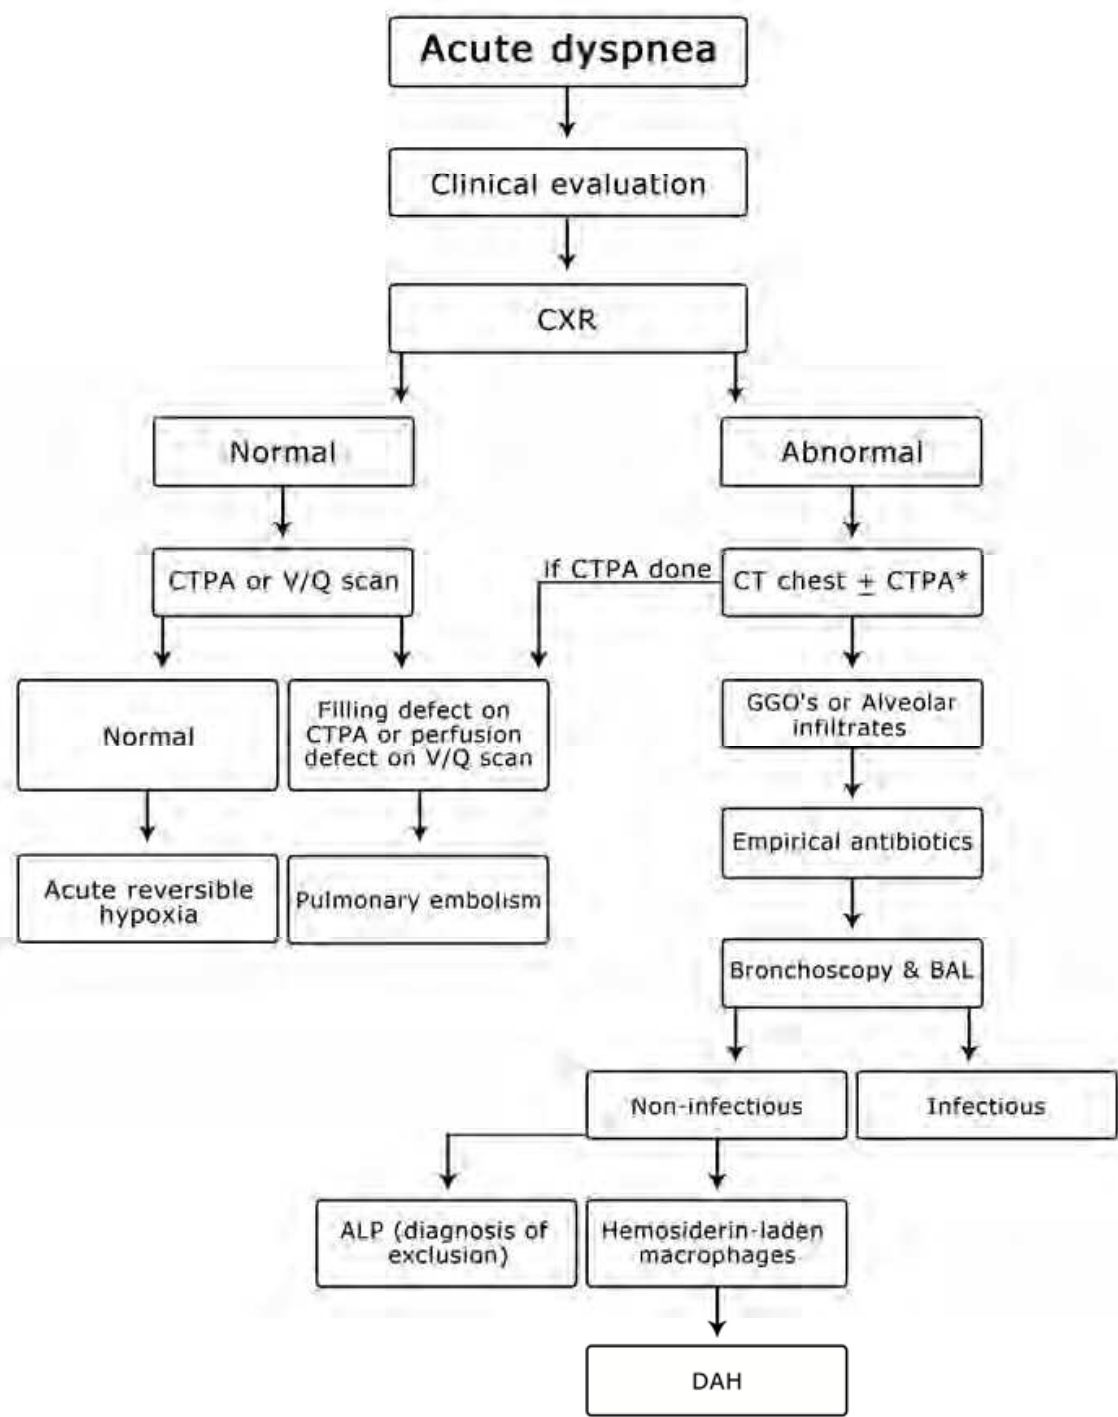 Acute dyspnea
Clinical evaluation
CXR
Normal
Abnormal
CTPA or V/Q scan
if CTPA done
CT chest ± CTPA*
Normal
Filling defect on
CTPA or perfusion
defect on V/Q scan
GGO's or Alveolar
infiltrates
Acute reversible
hypoxia
Pulmonary embolism
Empirical antibiotics
Bronchoscopy & BAL
Non-infectious
Infectious
ALP (diagnosis of
exclusion)
Hemosiderin-laden
macrophages
DAH